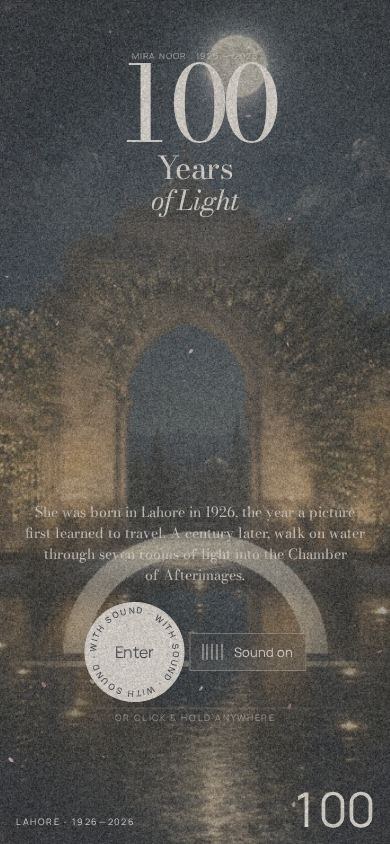 MIRA NOOR 1926 — 2026
100
Years
of Light
She was born in Lahore in 1926, the year a picture
first learned to travel. A century later, walk on water
through seven rooms of light into the Chamber
of Afterimages.
WITH SOUND · WITH SOUND · WITH SOUND ·
Enter
Sound on
OR CLICK & HOLD ANYWHERE
LAHORE · 1926—2026
100